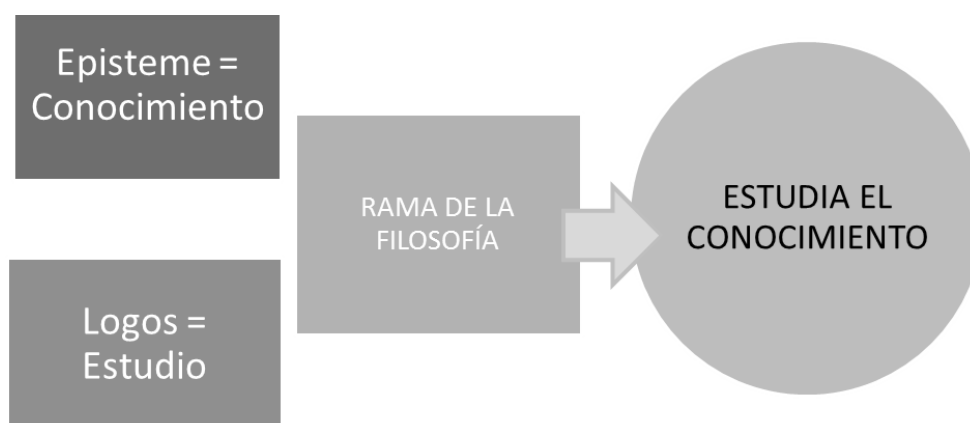 Episteme =
Conocimiento
Logos =
Estudio
RAMA DE LA
FILOSOFÍA
ESTUDIA EL
CONOCIMIENTO